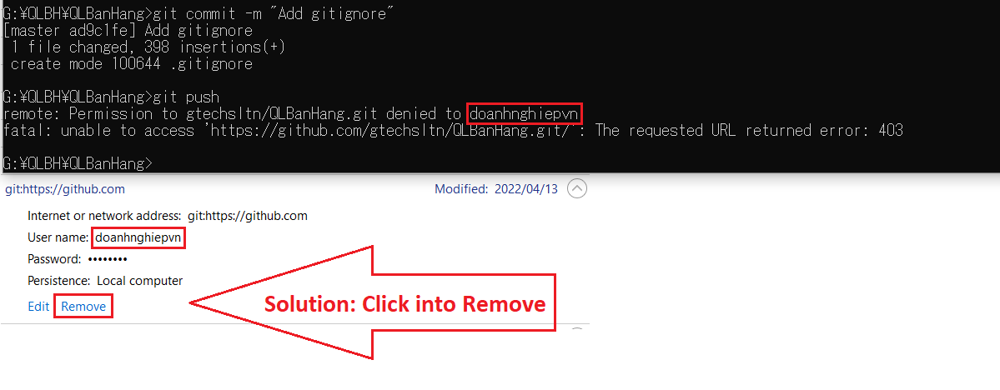 G:¥QLBH¥QLBanHang>git commit -m "Add gitignore"
[master ad9c1fe] Add gitignore
 1 file changed, 398 insertions(+)
 create mode 100644 .gitignore
G:¥QLBH¥QLBanHang>git push
remote: Permission to gtechsltn/QLBanHang.git denied to doanhnghiepvn
fatal: unable to access 'https://github.com/gtechsltn/QLBanHang.git/': The requested URL returned error: 403
G:¥QLBH¥QLBanHang>
git:https://github.com Modified: 2022/04/13
Internet or network address: git:https://github.com
User name: doanhnghiepvn
Password: ••••••••
Persistence: Local computer
Edit Remove
Solution: Click into Remove